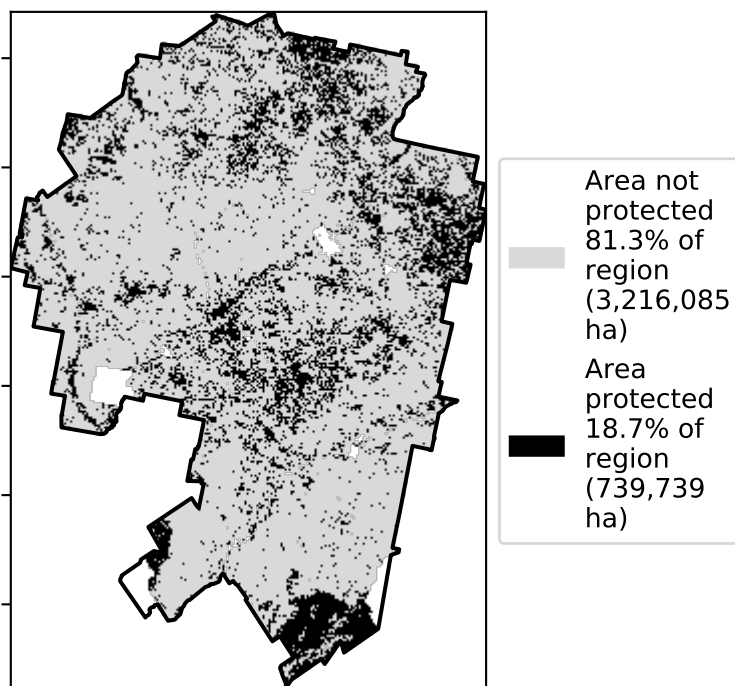 Area not
protected
81.3% of
region
(3,216,085
ha)
Area
protected
18.7% of
region
(739,739
ha)